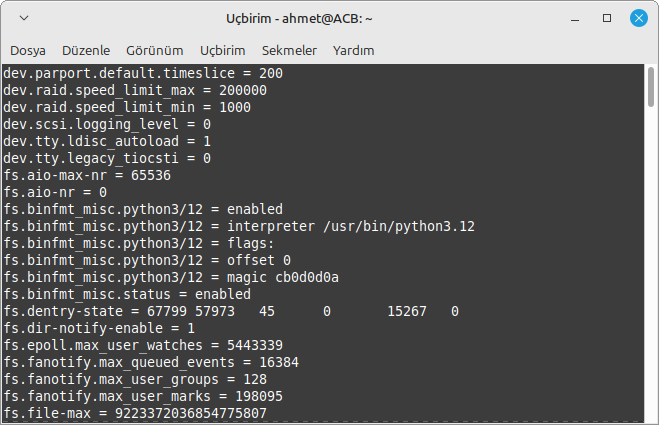 Uçbirim - ahmet@ACB: ~
Dosya Düzenle Görünüm Uçbirim Sekmeler Yardım
dev.parport.default.timeslice = 200
dev.raid.speed_limit_max = 200000
dev.raid.speed_limit_min = 1000
dev.scsi.logging_level = 0
dev.tty.ldisc_autoload = 1
dev.tty.legacy_tiocsti = 0
fs.aio-max-nr = 65536
fs.aio-nr = 0
fs.binfmt_misc.python3/12 = enabled
fs.binfmt_misc.python3/12 = interpreter /usr/bin/python3.12
fs.binfmt_misc.python3/12 = flags:
fs.binfmt_misc.python3/12 = offset 0
fs.binfmt_misc.python3/12 = magic cb0d0d0a
fs.binfmt_misc.status = enabled
fs.dentry-state = 67799 57973 45 0 15267 0
fs.dir-notify-enable = 1
fs.epoll.max_user_watches = 5443339
fs.fanotify.max_queued_events = 16384
fs.fanotify.max_user_groups = 128
fs.fanotify.max_user_marks = 198095
fs.file-max = 9223372036854775807